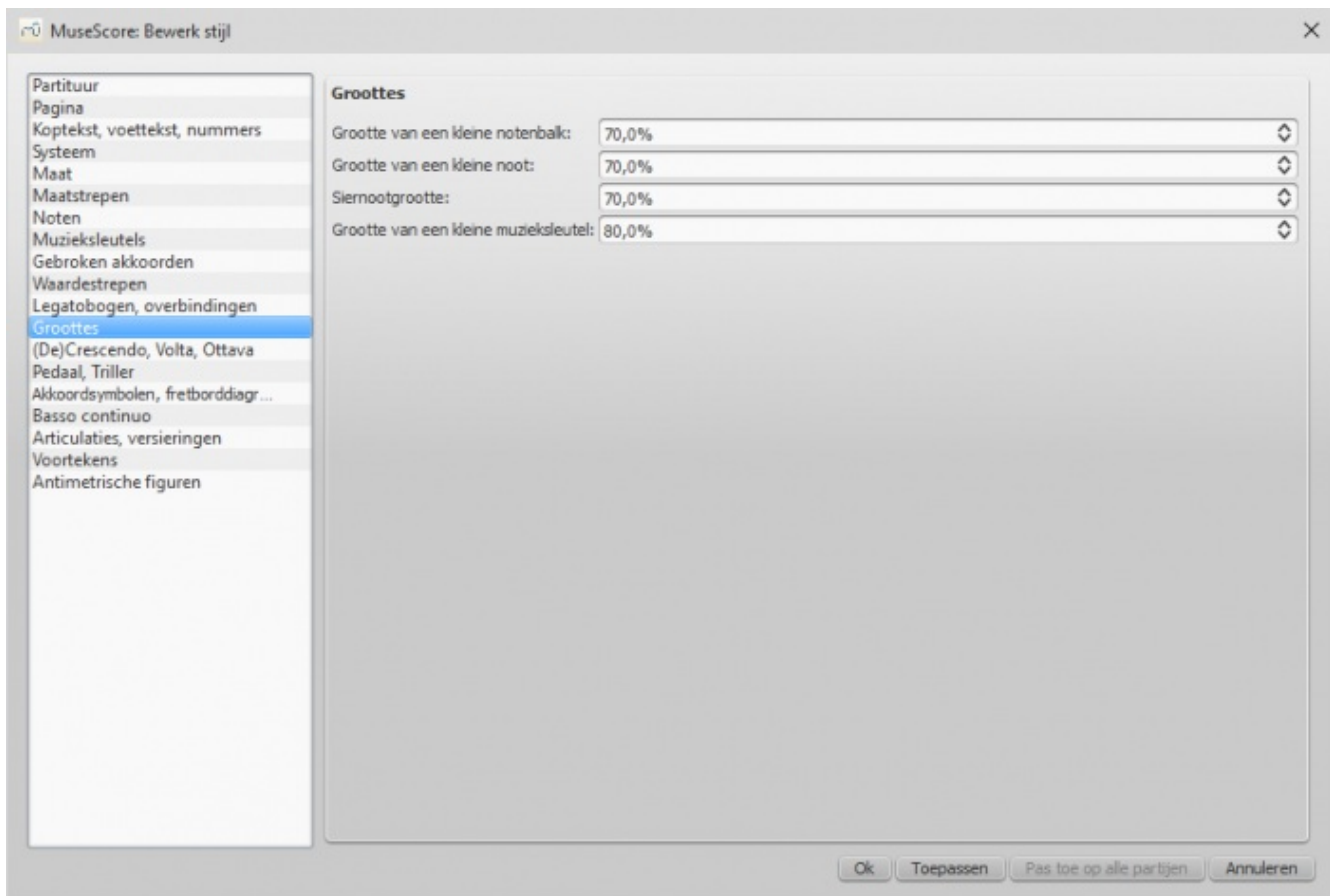 MuseScore: Bewerk stijl
Partituur
Pagina
Koptekst, voettekst, nummers
Systeem
Maat
Maatstrepen
Noten
Muzieksleutels
Gebroken akkoorden
Waardestrepen
Legatobogen, overbindingen
Groottes
(De)Crescendo, Volta, Ottava
Pedaal, Triller
Akkoordsymbolen, fretborddiagr...
Basso continuo
Articulaties, versieringen
Voortekens
Antimetrische figuren
Groottes
Grootte van een kleine notenbalk: 70,0%
Grootte van een kleine noot: 70,0%
Siernootgrootte: 70,0%
Grootte van een kleine muzieksleutel: 80,0%
Ok Toepassen Pas toe op alle partijen Annuleren